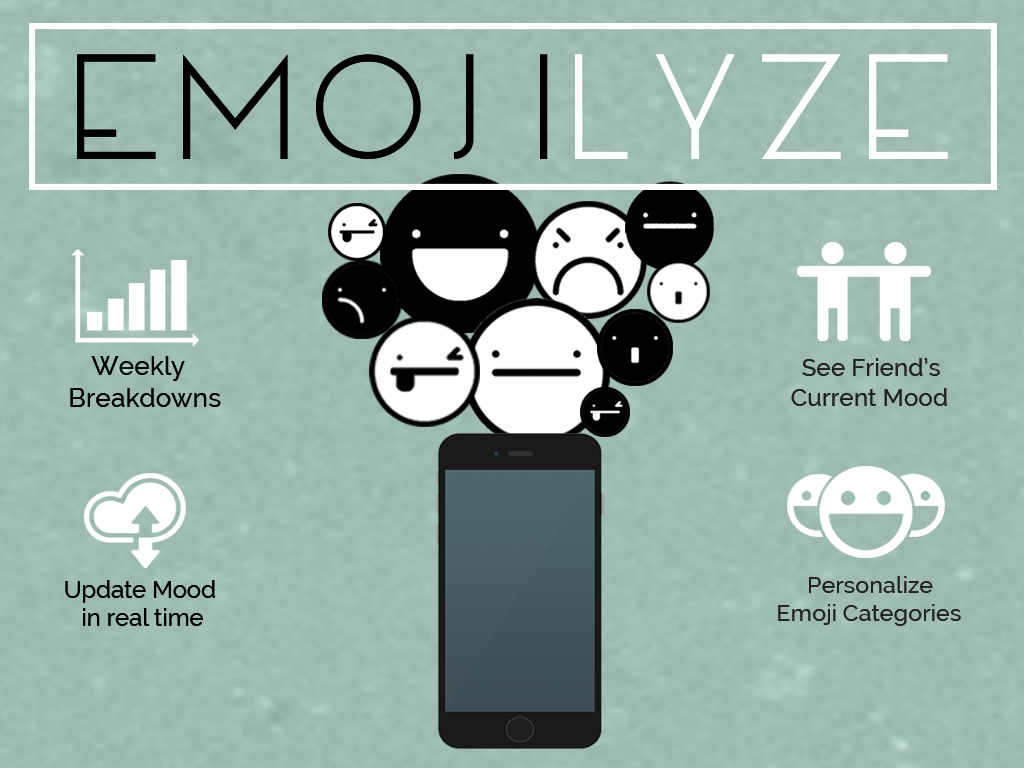 EMOJILYZE
Weekly
Breakdowns
See Friend's
Current Mood
Update Mood
in real time
Personalize
Emoji Categories